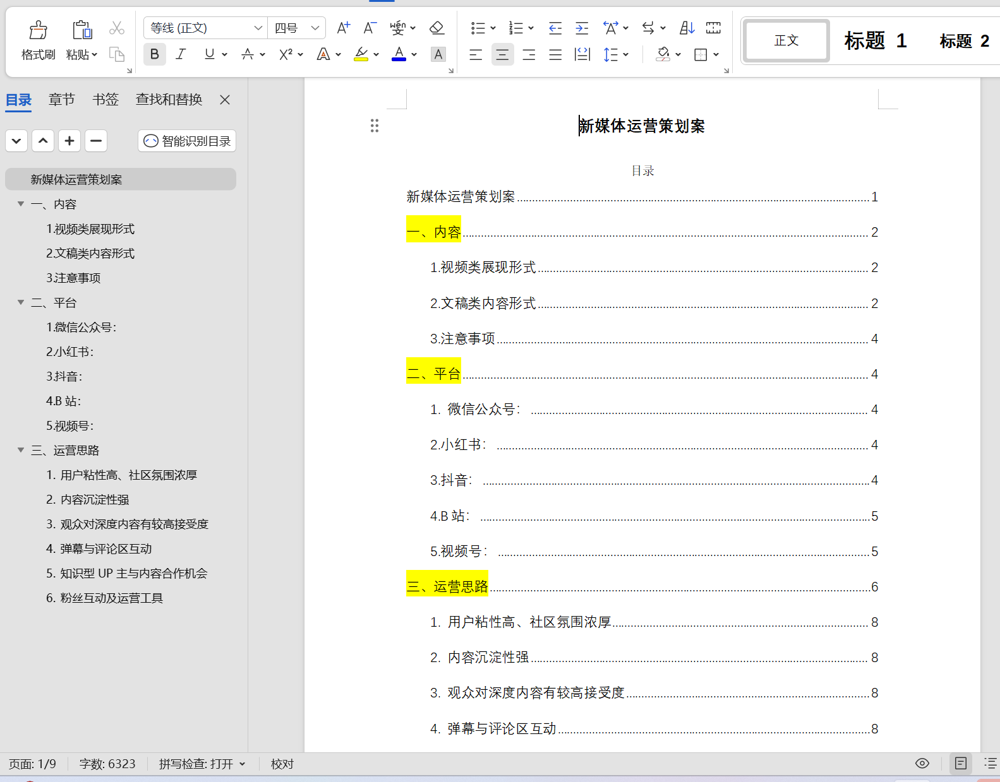 等线 (正文) 四号 A+ A- wén 正文 标题 1 标题 2
格式刷 粘贴 B I U A X² A A A
目录 章节 书签 查找和替换
智能识别目录
新媒体运营策划案
一、内容
1.视频类展现形式
2.文稿类内容形式
3.注意事项
二、平台
1.微信公众号：
2.小红书：
3.抖音：
4.B 站：
5.视频号：
三、运营思路
1. 用户粘性高、社区氛围浓厚
2. 内容沉淀性强
3. 观众对深度内容有较高接受度
4. 弹幕与评论区互动
5. 知识型 UP 主与内容合作机会
6. 粉丝互动及运营工具
新媒体运营策划案
目录
新媒体运营策划案 1
一、内容 2
1.视频类展现形式 2
2.文稿类内容形式 2
3.注意事项 4
二、平台 4
1. 微信公众号： 4
2.小红书： 4
3.抖音： 4
4.B 站： 5
5.视频号： 5
三、运营思路 6
1. 用户粘性高、社区氛围浓厚 8
2. 内容沉淀性强 8
3. 观众对深度内容有较高接受度 8
4. 弹幕与评论区互动 8
页面: 1/9 字数: 6323 拼写检查: 打开 校对